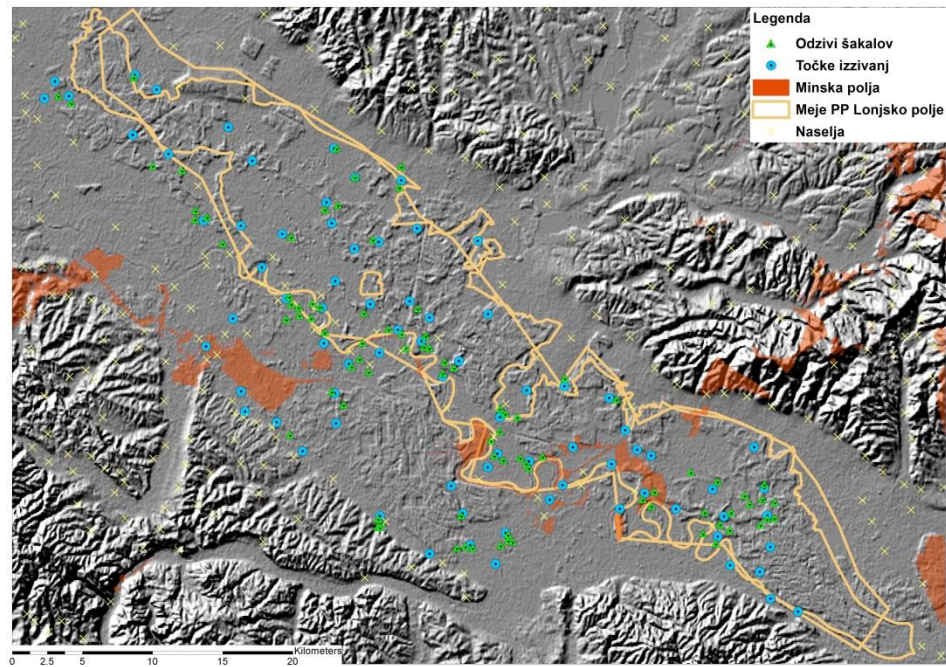 Legenda
Odzivi šakalov
Točke izzivanj
Minska polja
Meje PP Lonjsko polje
Naselja
Kilometers
0 2.5 5 10 15 20